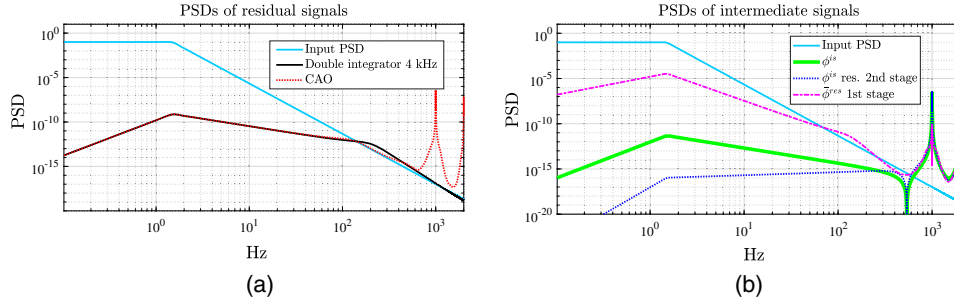 PSDs of residual signals
PSD
10^0
10^-5
10^-10
10^-15
Input PSD
Double integrator 4 kHz
CAO
10^0
10^1
10^2
10^3
Hz
(a)
PSDs of intermediate signals
PSD
10^0
10^-5
10^-10
10^-15
10^-20
Input PSD
ϕ^is
ϕ^is res. 2nd stage
ϕ̄^res 1st stage
10^0
10^1
10^2
10^3
Hz
(b)